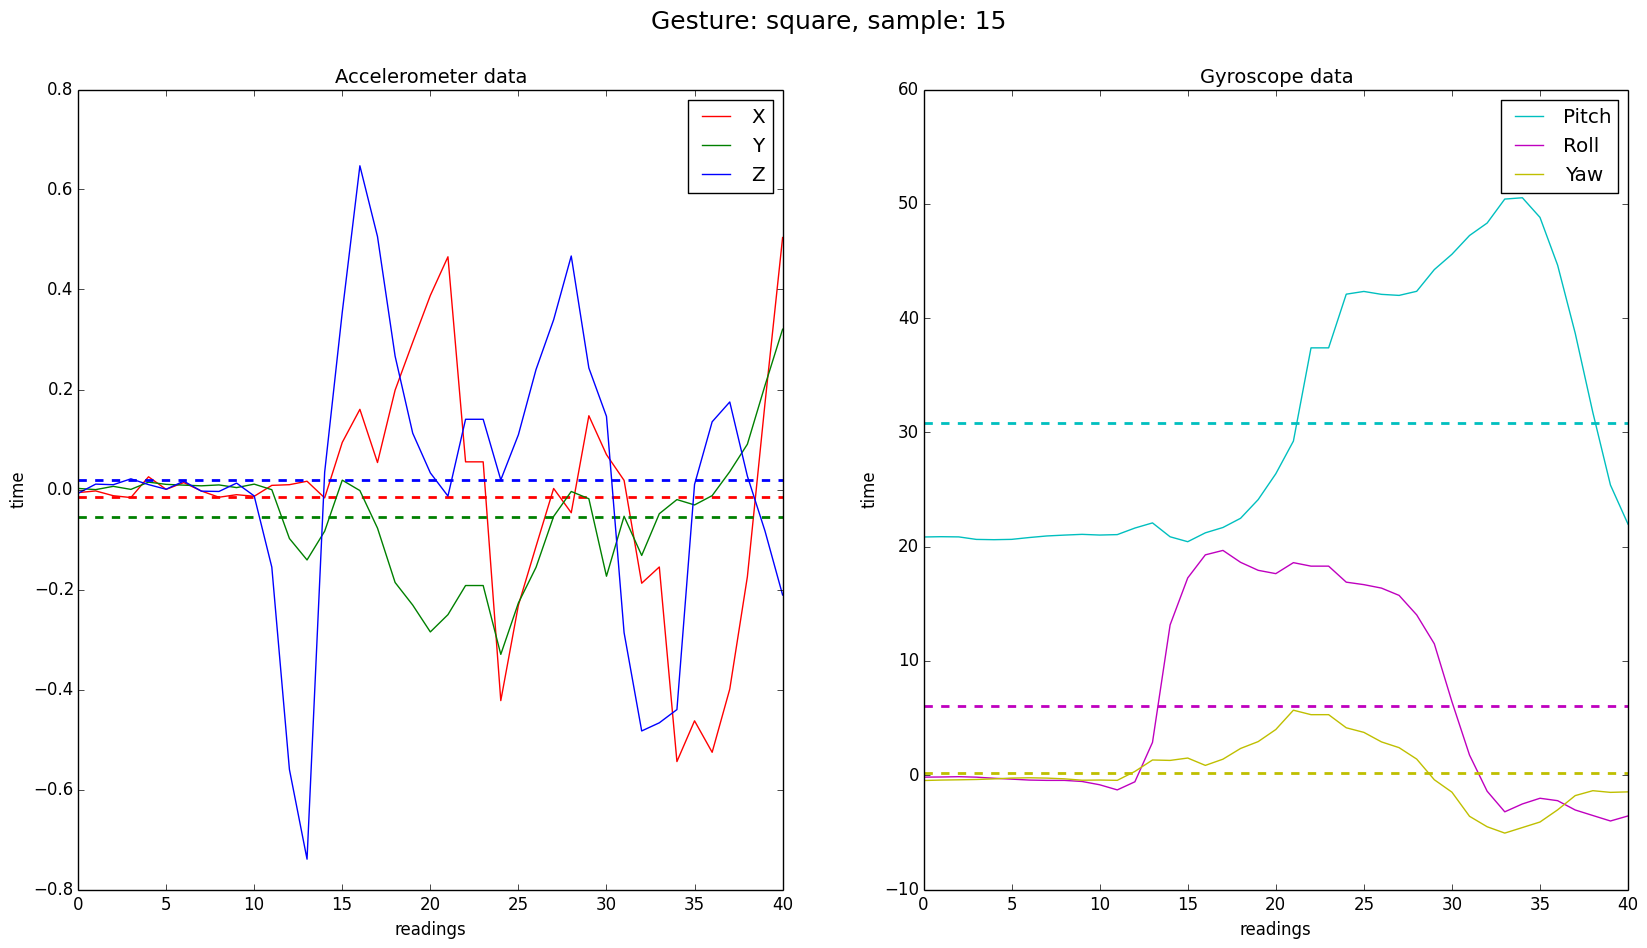 Gesture: square, sample: 15
Accelerometer data
0.8
0.6
0.4
0.2
0.0
−0.2
−0.4
−0.6
−0.8
time
0 5 10 15 20 25 30 35 40
readings
X
Y
Z
Gyroscope data
60
50
40
30
20
10
0
−10
time
0 5 10 15 20 25 30 35 40
readings
Pitch
Roll
Yaw